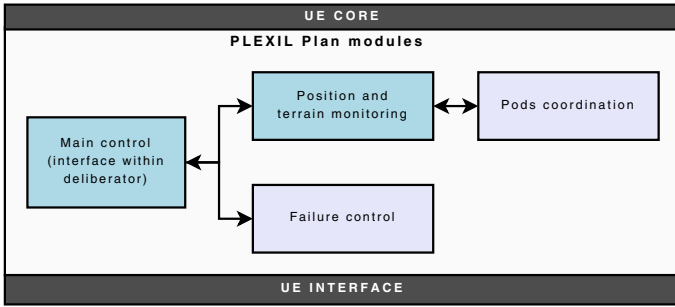 UE CORE
PLEXIL Plan modules
Position and
terrain monitoring
Pods coordination
Main control
(interface within
deliberator)
Failure control
UE INTERFACE